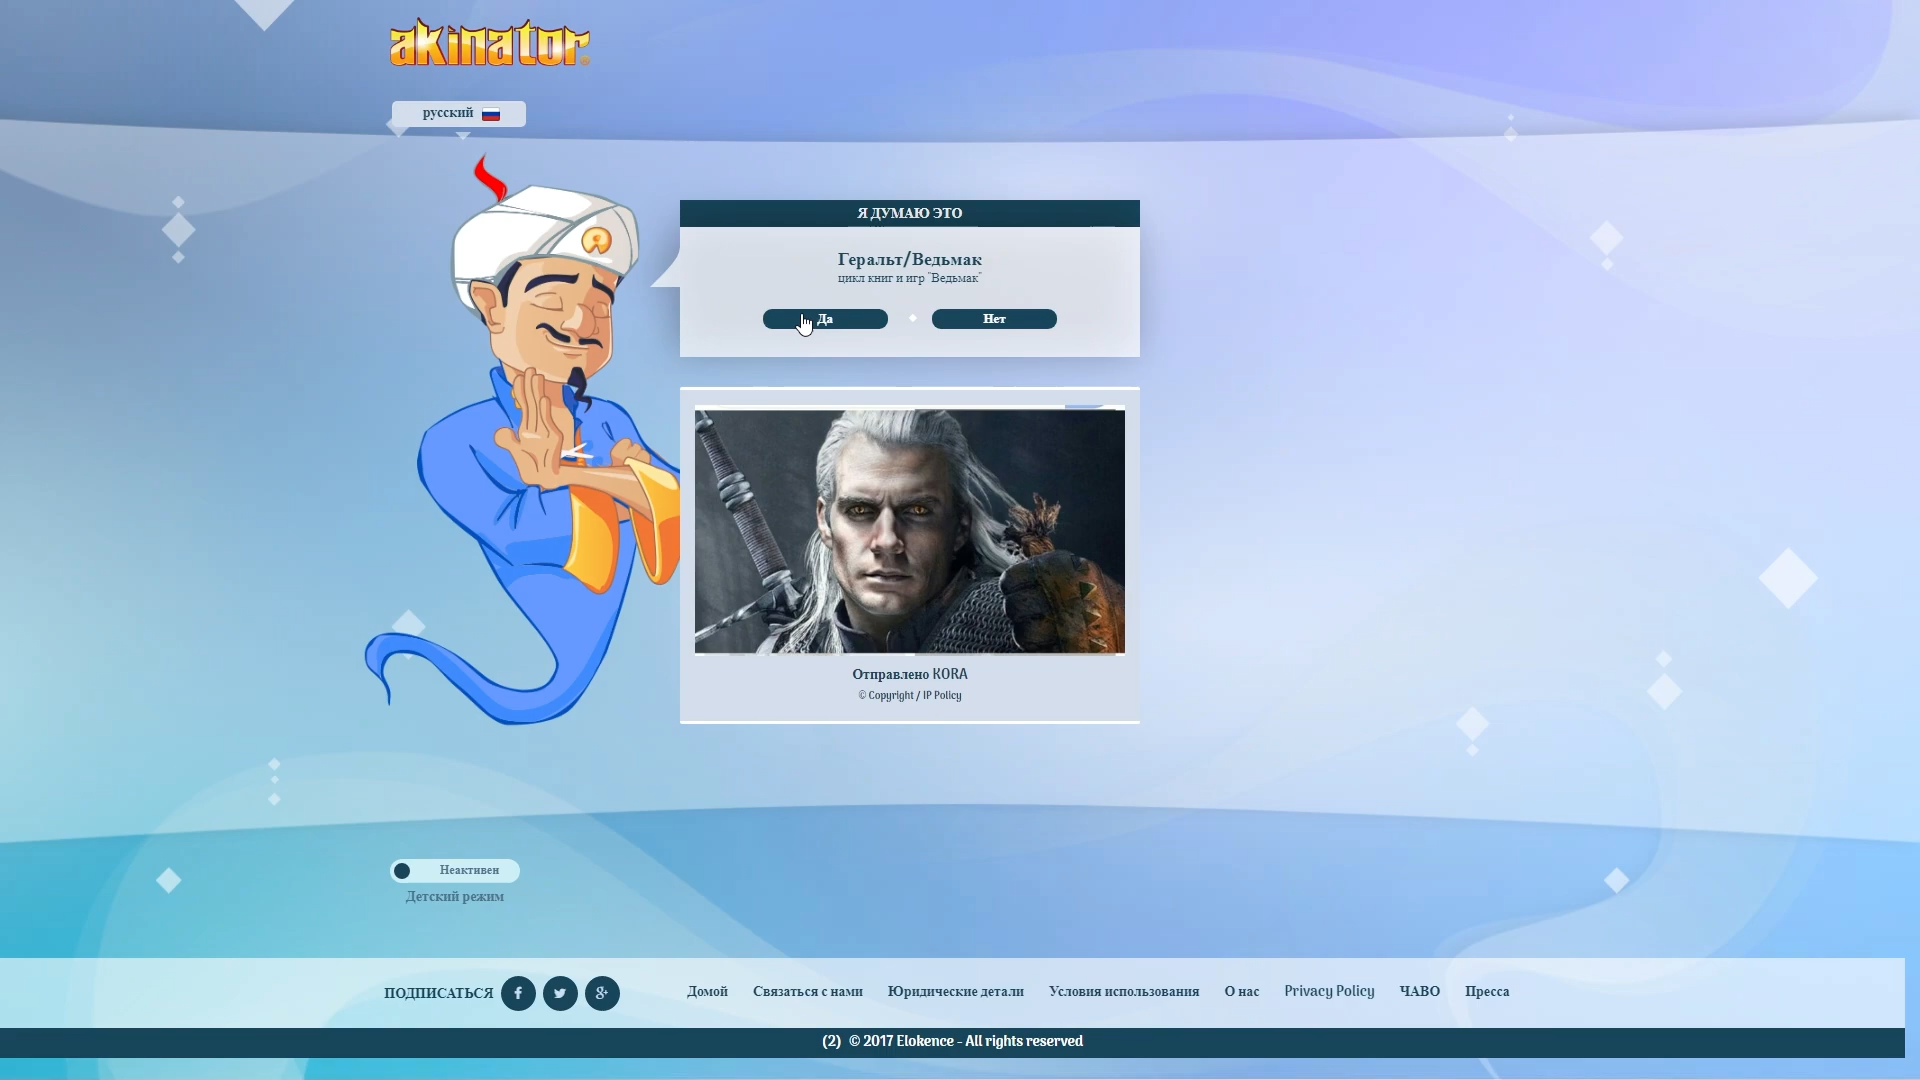 akinator
русский
Я ДУМАЮ ЭТО
Геральт/Ведьмак
цикл книг и игр "Ведьмак"
Да
Нет
Отправлено KORA
© Copyright / IP Policy
Неактивен
Детский режим
ПОДПИСАТЬСЯ
Домой
Связаться с нами
Юридические детали
Условия использования
О нас
Privacy Policy
ЧАВО
Пресса
(2) © 2017 Elokence - All rights reserved